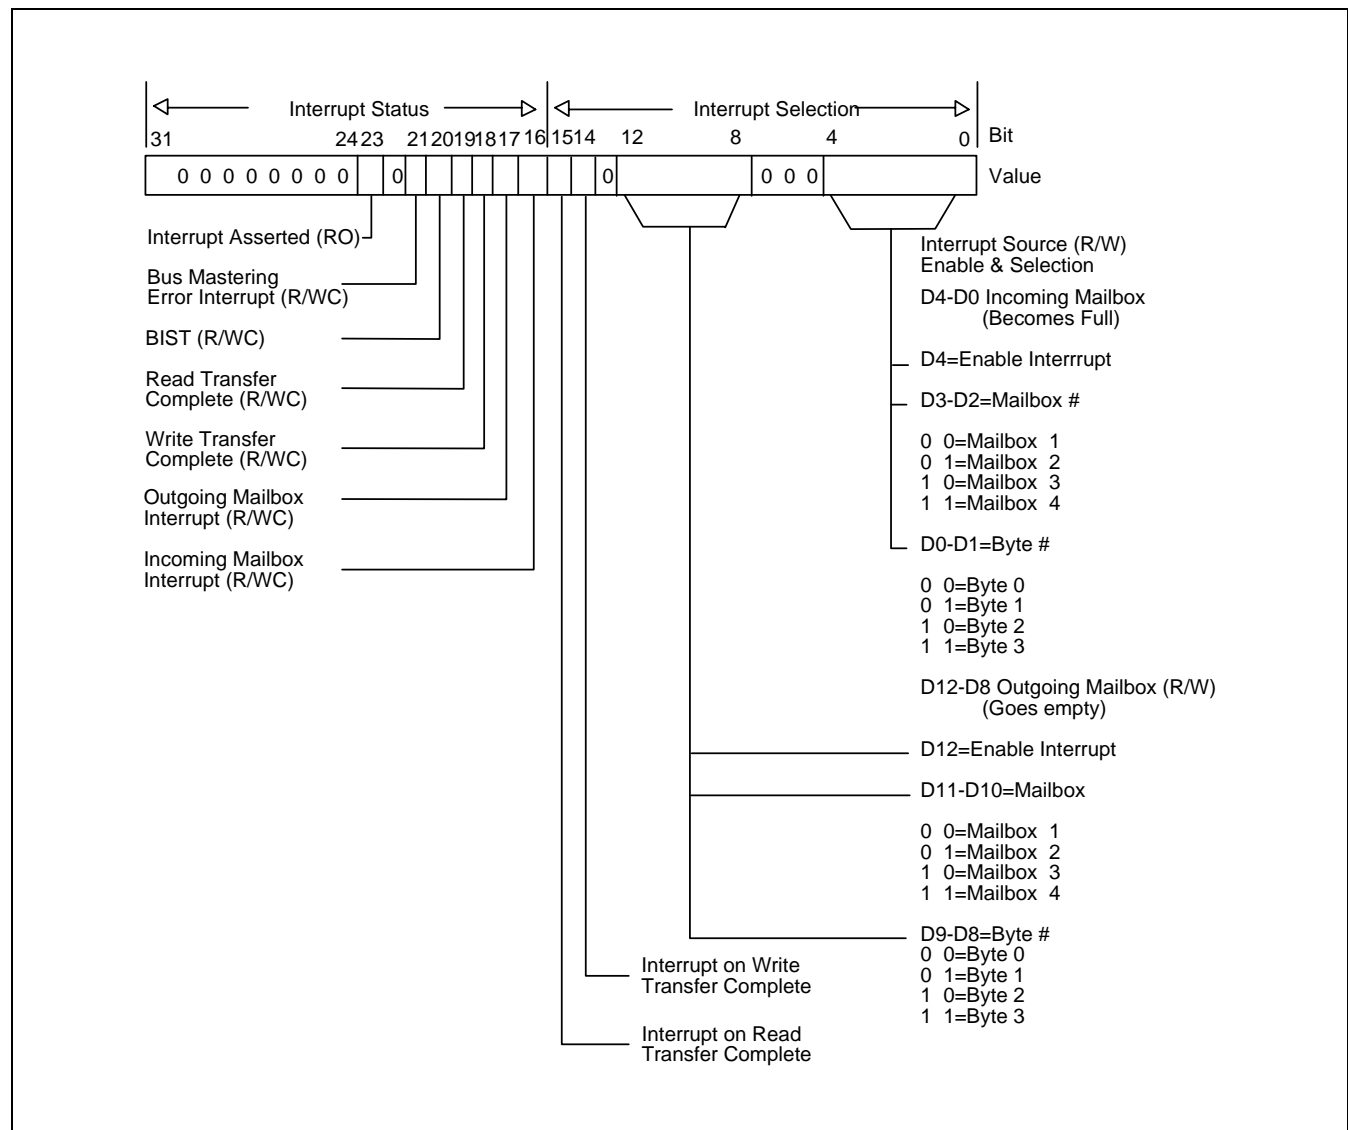 Interrupt Status Interrupt Selection
31 24 23 21 20 19 18 17 16 15 14 12 8 4 0 Bit
0 0 0 0 0 0 0 0 0 0 0 0 0 Value
Interrupt Asserted (RO)
Bus Mastering
Error Interrupt (R/WC)
BIST (R/WC)
Read Transfer
Complete (R/WC)
Write Transfer
Complete (R/WC)
Outgoing Mailbox
Interrupt (R/WC)
Incoming Mailbox
Interrupt (R/WC)
Interrupt Source (R/W)
Enable & Selection
D4-D0 Incoming Mailbox
(Becomes Full)
D4=Enable Interrrupt
D3-D2=Mailbox #
0 0=Mailbox 1
0 1=Mailbox 2
1 0=Mailbox 3
1 1=Mailbox 4
D0-D1=Byte #
0 0=Byte 0
0 1=Byte 1
1 0=Byte 2
1 1=Byte 3
D12-D8 Outgoing Mailbox (R/W)
(Goes empty)
D12=Enable Interrupt
D11-D10=Mailbox
0 0=Mailbox 1
0 1=Mailbox 2
1 0=Mailbox 3
1 1=Mailbox 4
D9-D8=Byte #
0 0=Byte 0
0 1=Byte 1
1 0=Byte 2
1 1=Byte 3
Interrupt on Write
Transfer Complete
Interrupt on Read
Transfer Complete